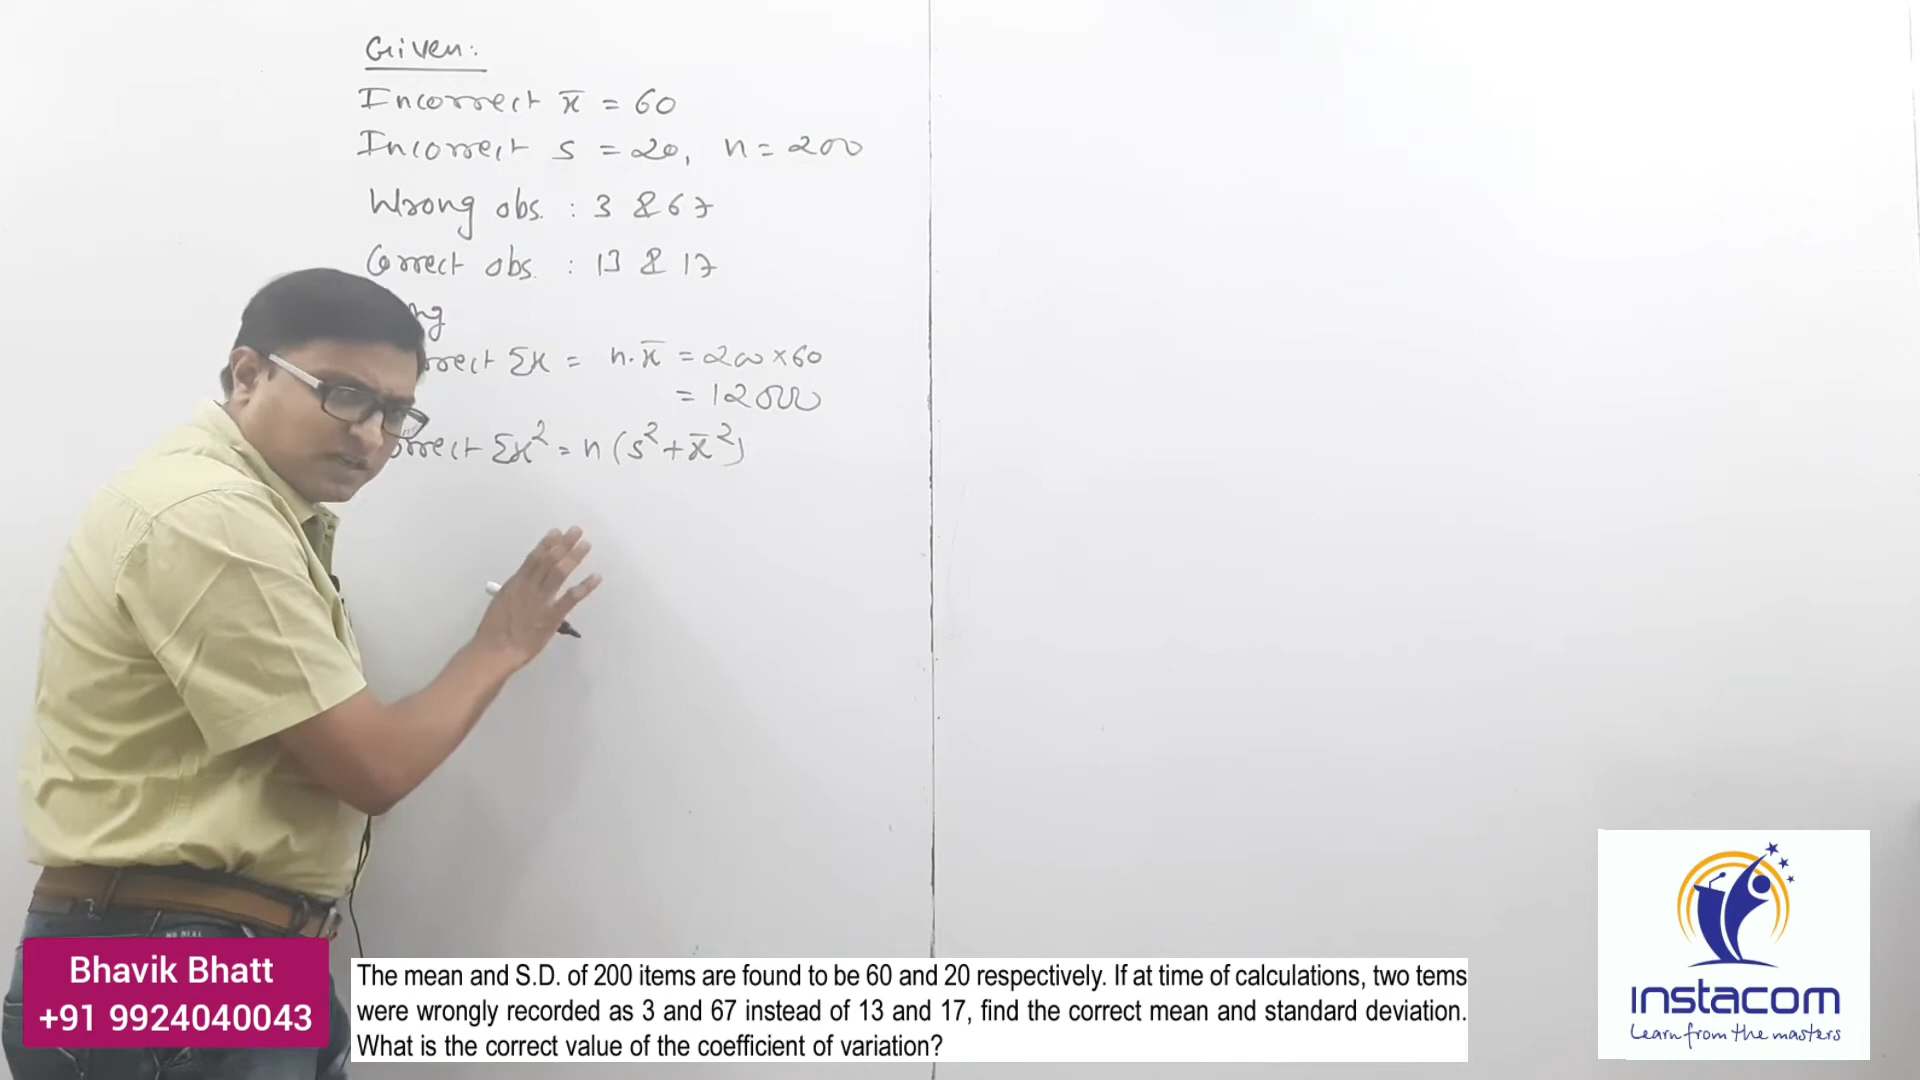 Given:
Incorrect x̄ = 60
Incorrect s = 20, n = 200
Wrong obs. : 3 & 67
Correct obs. : 13 & 17
Σx = n·x̄ = 200 × 60
= 12000
Σx² = n (s² + x̄²)
Bhavik Bhatt
+91 9924040043
The mean and S.D. of 200 items are found to be 60 and 20 respectively. If at time of calculations, two tems
were wrongly recorded as 3 and 67 instead of 13 and 17, find the correct mean and standard deviation.
What is the correct value of the coefficient of variation?
ınstacom
Learn from the masters